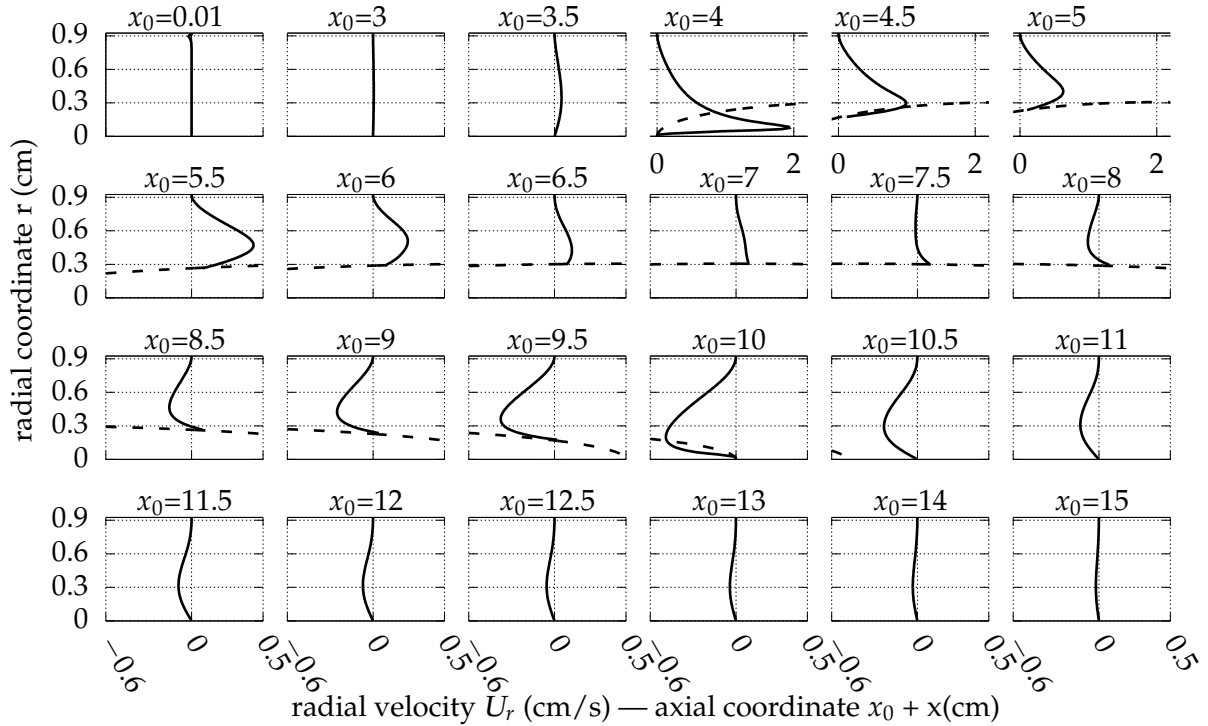 x₀=0.01 x₀=3 x₀=3.5 x₀=4 x₀=4.5 x₀=5
0.9
0.6
0.3
0
0 2 0 2 0 2
x₀=5.5 x₀=6 x₀=6.5 x₀=7 x₀=7.5 x₀=8
0.9
0.6
0.3
0
radial coordinate r (cm)
x₀=8.5 x₀=9 x₀=9.5 x₀=10 x₀=10.5 x₀=11
0.9
0.6
0.3
0
x₀=11.5 x₀=12 x₀=12.5 x₀=13 x₀=14 x₀=15
0.9
0.6
0.3
0
−0.6 0 0.5 −0.6 0 0.5 −0.6 0 0.5 −0.6 0 0.5 −0.6 0 0.5 −0.6 0 0.5
radial velocity Uᵣ (cm/s) — axial coordinate x₀ + x(cm)